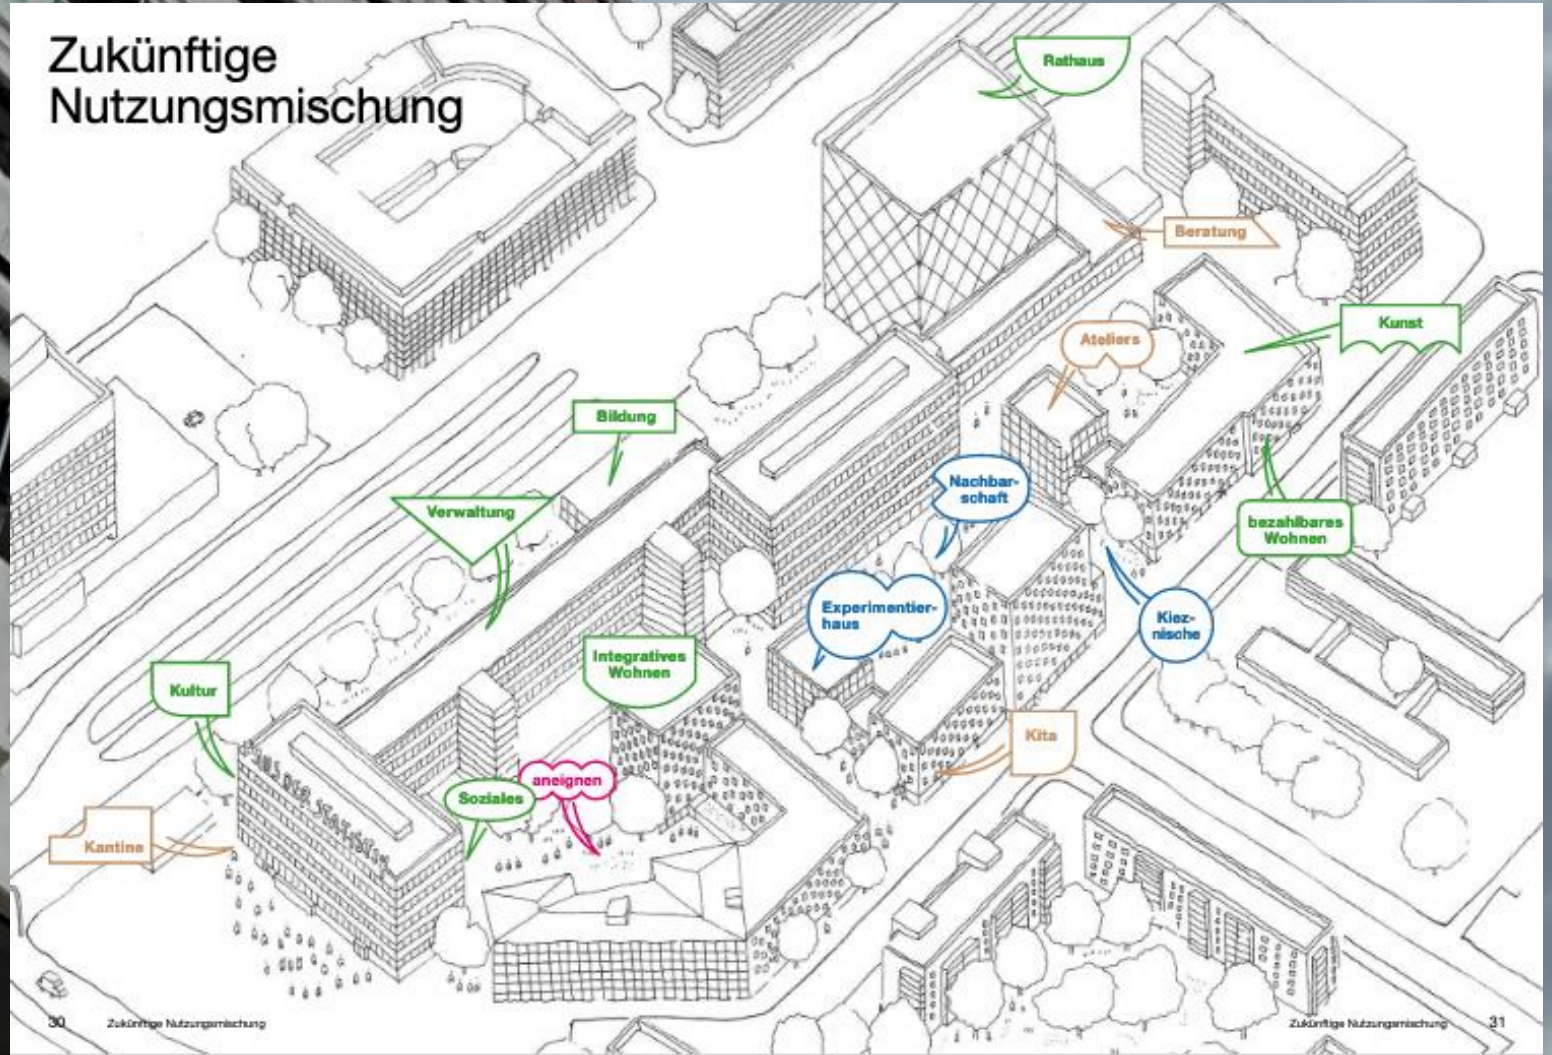 Zukünftige
Nutzungsmischung
Rathaus
Beratung
Kunst
Ateliers
Bildung
Nachbar-
schaft
Verwaltung
bezahlbares
Wohnen
Experimentier-
haus
Kiez-
nische
Integratives
Wohnen
Kultur
Kita
aneignen
Soziales
Kantine
30
Zukünftige Nutzungsmischung
Zukünftige Nutzungsmischung
31